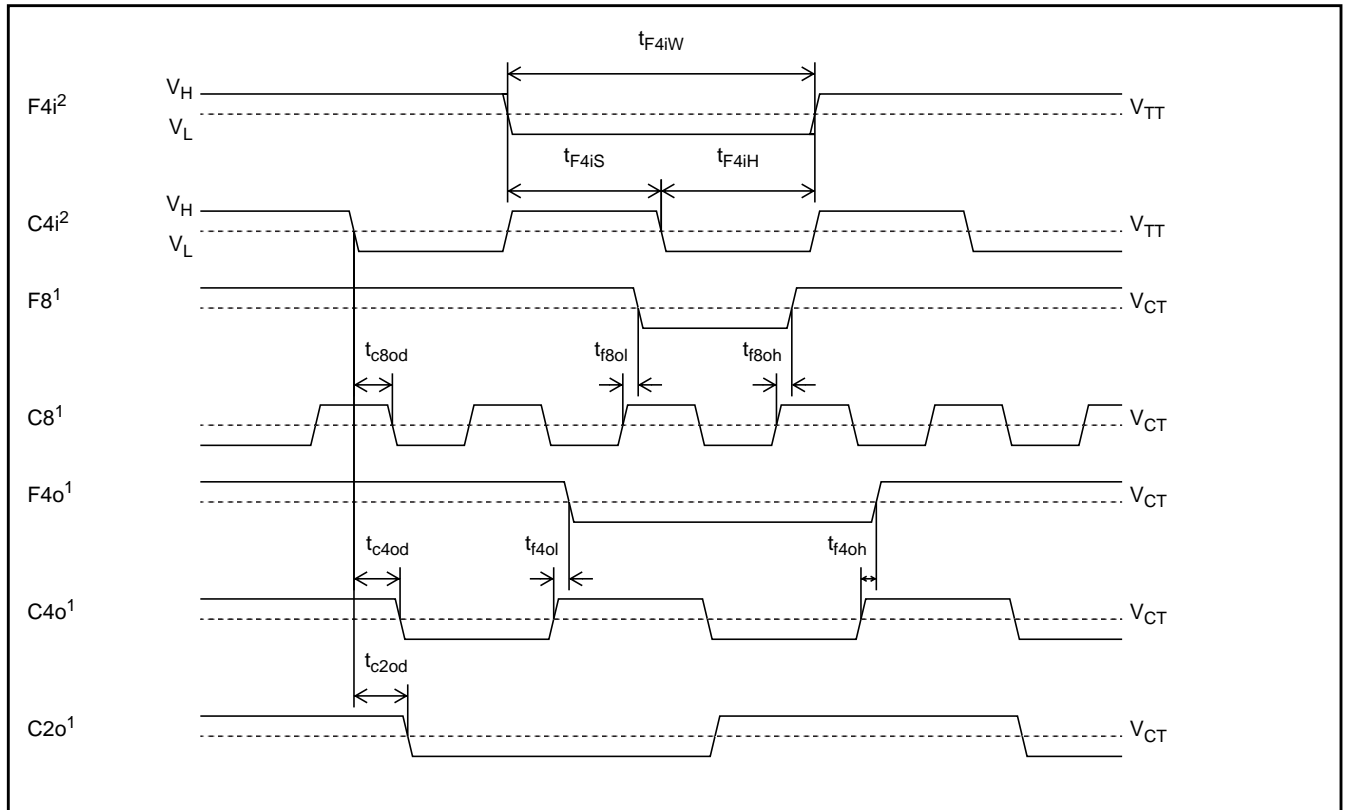 tF4iW
F4i2 VH VL VTT
tF4iS tF4iH
C4i2 VH VL VTT
F81 VCT
tc8od tf8ol tf8oh
C81 VCT
F4o1 VCT
tc4od tf4ol tf4oh
C4o1 VCT
tc2od
C2o1 VCT